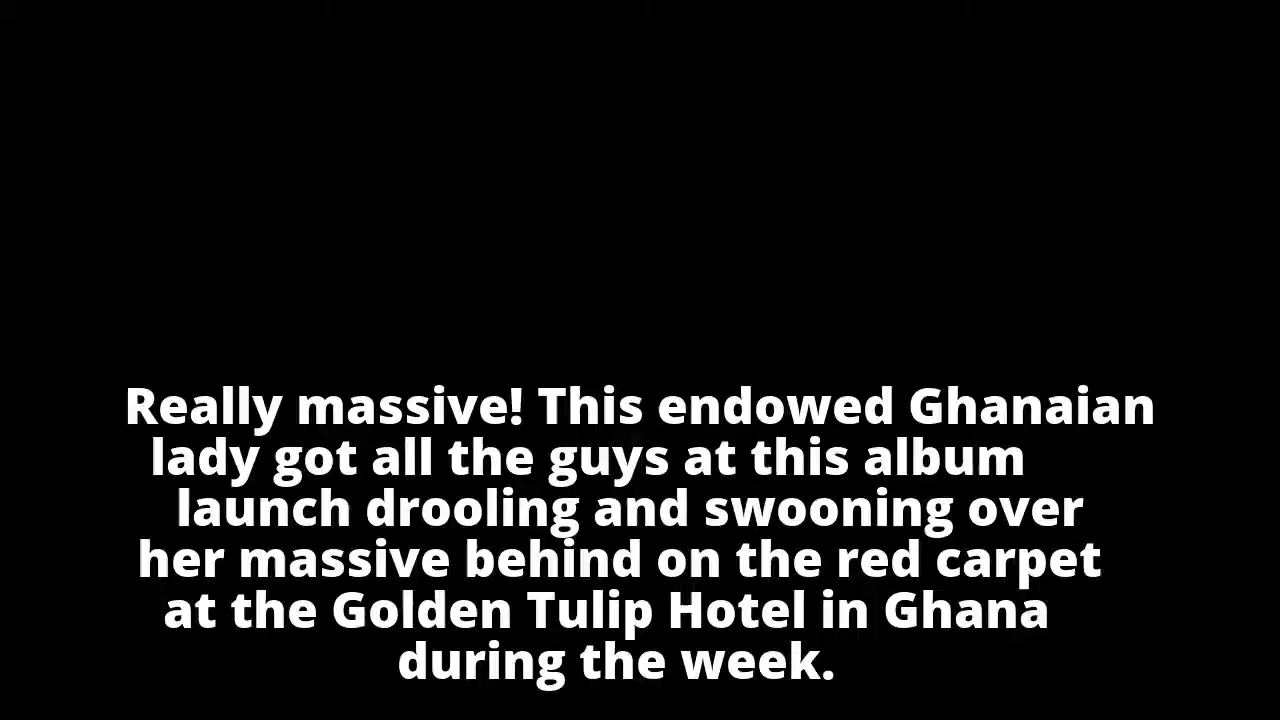 Really massive! This endowed Ghanaian
lady got all the guys at this album
launch drooling and swooning over
her massive behind on the red carpet
at the Golden Tulip Hotel in Ghana
during the week.